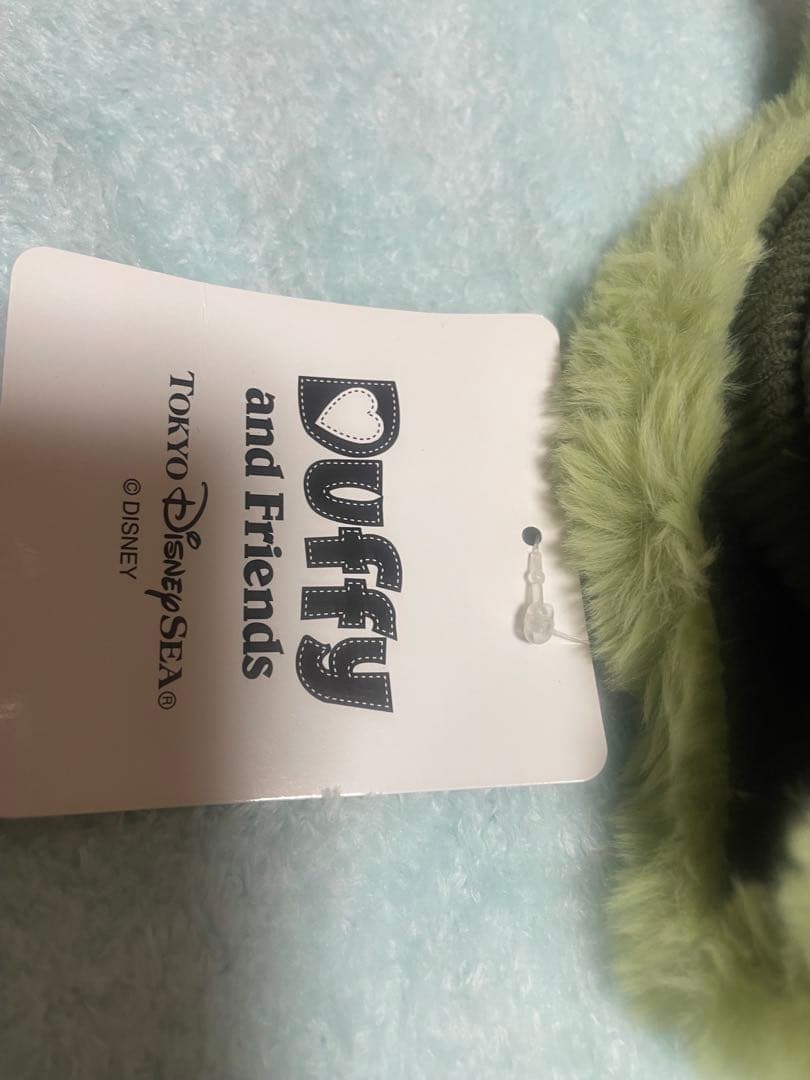 Duffy
and Friends
TOKYO DISNEYSEA®
© DISNEY